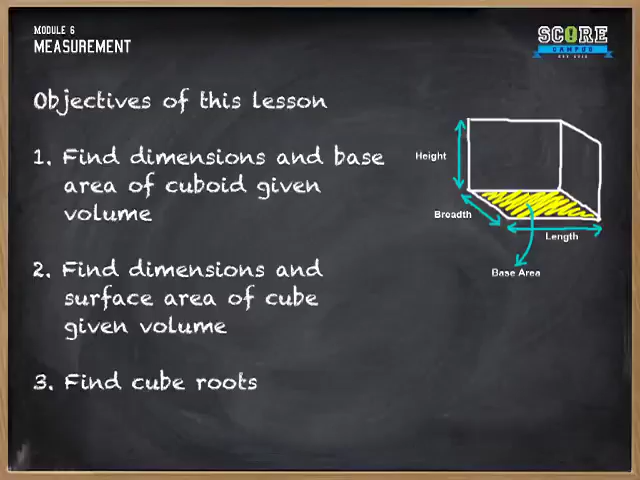 MODULE 6
MEASUREMENT
SCORE
CAMPUS
Objectives of this lesson
1. Find dimensions and base
area of cuboid given
volume
2. Find dimensions and
surface area of cube
given volume
3. Find cube roots
Height
Breadth
Length
Base Area